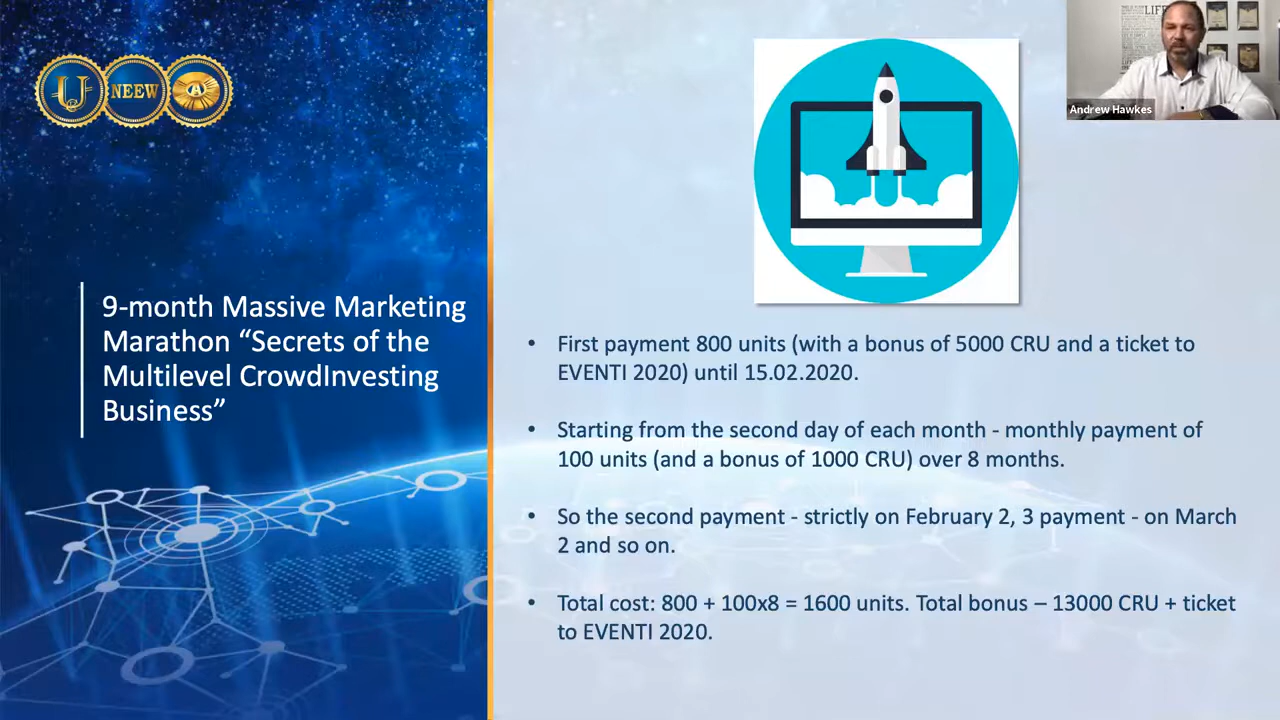 NEEW
A
LIFE
Andrew Hawkes
9-month Massive Marketing
Marathon “Secrets of the
Multilevel CrowdInvesting
Business”
• First payment 800 units (with a bonus of 5000 CRU and a ticket to
EVENTI 2020) until 15.02.2020.
• Starting from the second day of each month - monthly payment of
100 units (and a bonus of 1000 CRU) over 8 months.
• So the second payment - strictly on February 2, 3 payment - on March
2 and so on.
• Total cost: 800 + 100x8 = 1600 units. Total bonus – 13000 CRU + ticket
to EVENTI 2020.